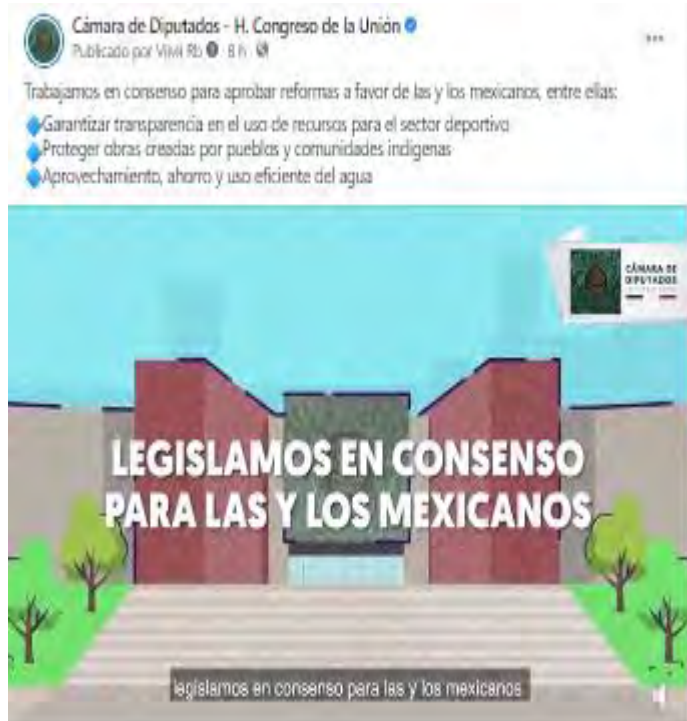 Cámara de Diputados - H. Congreso de la Unión
Publicado por Viwi Rb · 8 h ·
Trabajamos en consenso para aprobar reformas a favor de las y los mexicanos, entre ellas:
Garantizar transparencia en el uso de recursos para el sector deportivo
Proteger obras creadas por pueblos y comunidades indígenas
Aprovechamiento, ahorro y uso eficiente del agua
CÁMARA DE
DIPUTADOS
LEGISLAMOS EN CONSENSO
PARA LAS Y LOS MEXICANOS
legislamos en consenso para las y los mexicanos